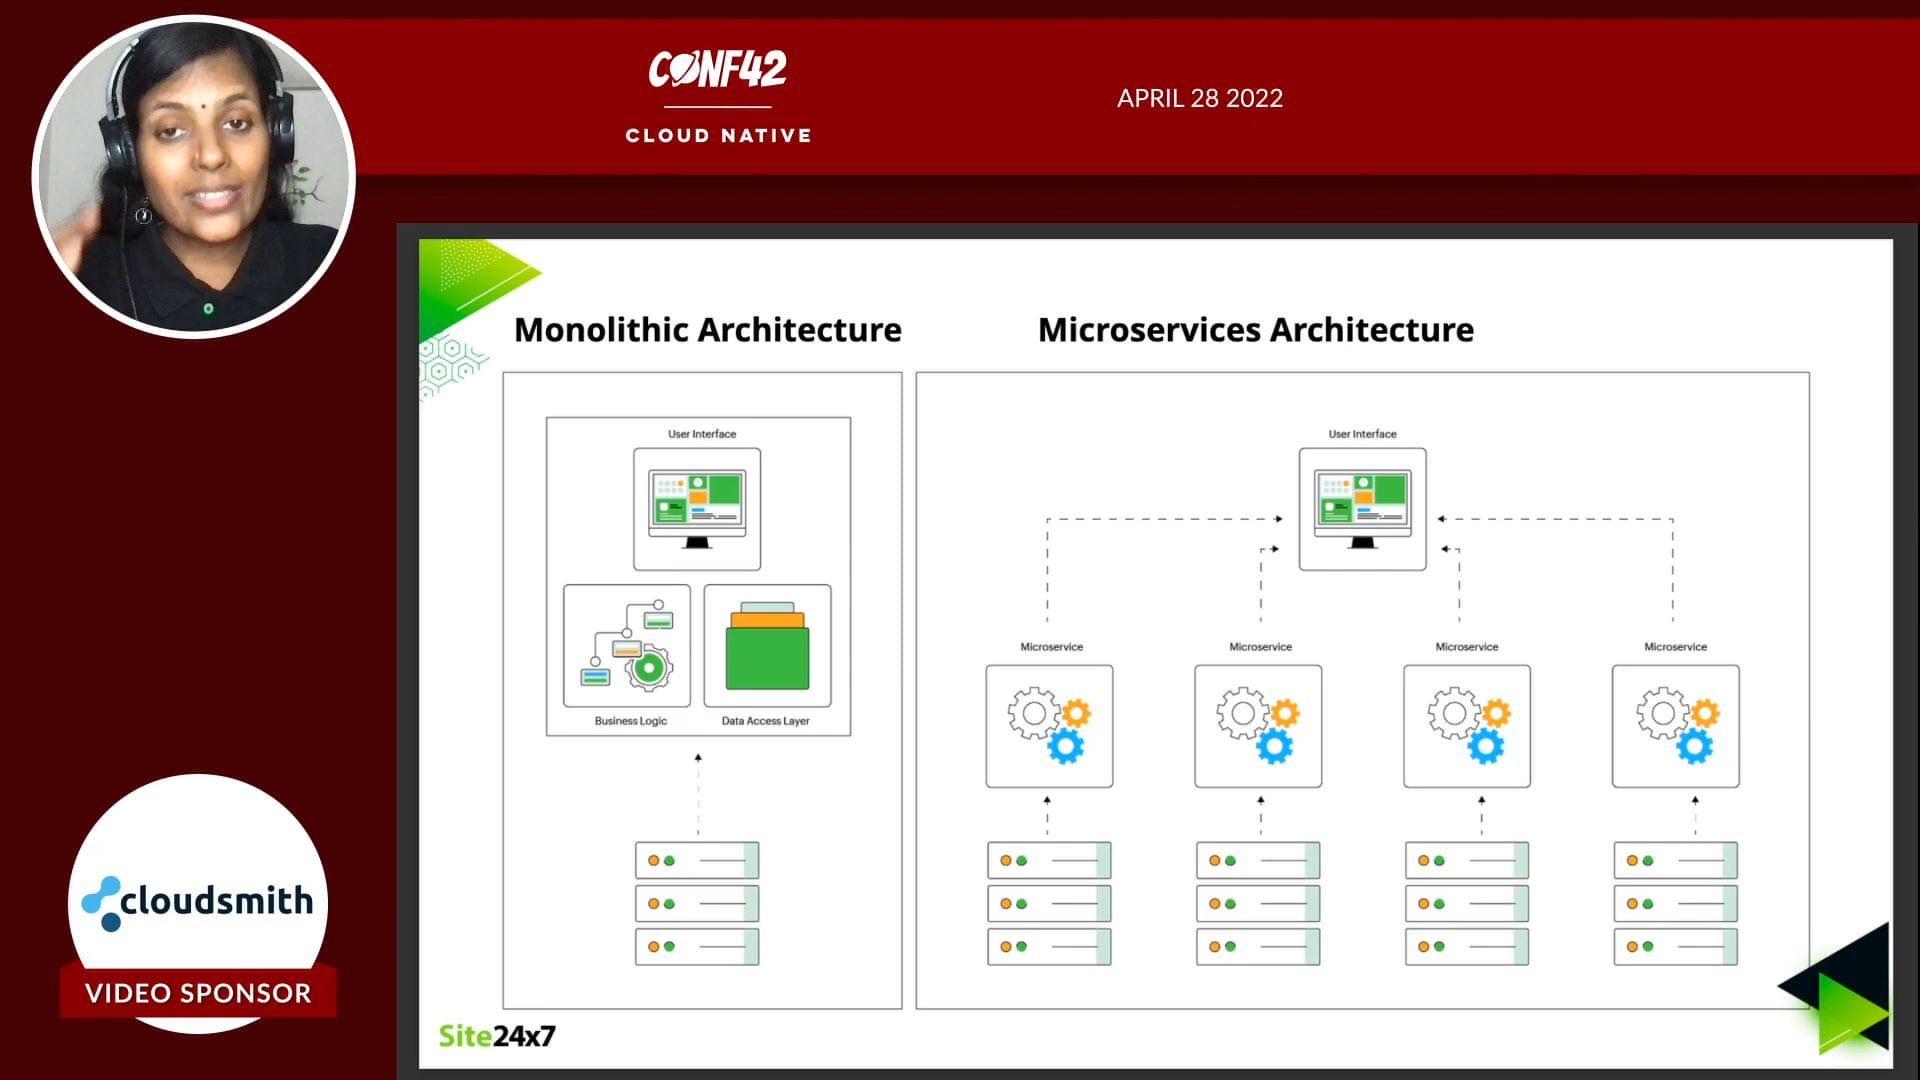 CONF42
CLOUD NATIVE
APRIL 28 2022
Monolithic Architecture
Microservices Architecture
User Interface
Business Logic
Data Access Layer
User Interface
Microservice
Microservice
Microservice
Microservice
Site24x7
cloudsmith
VIDEO SPONSOR